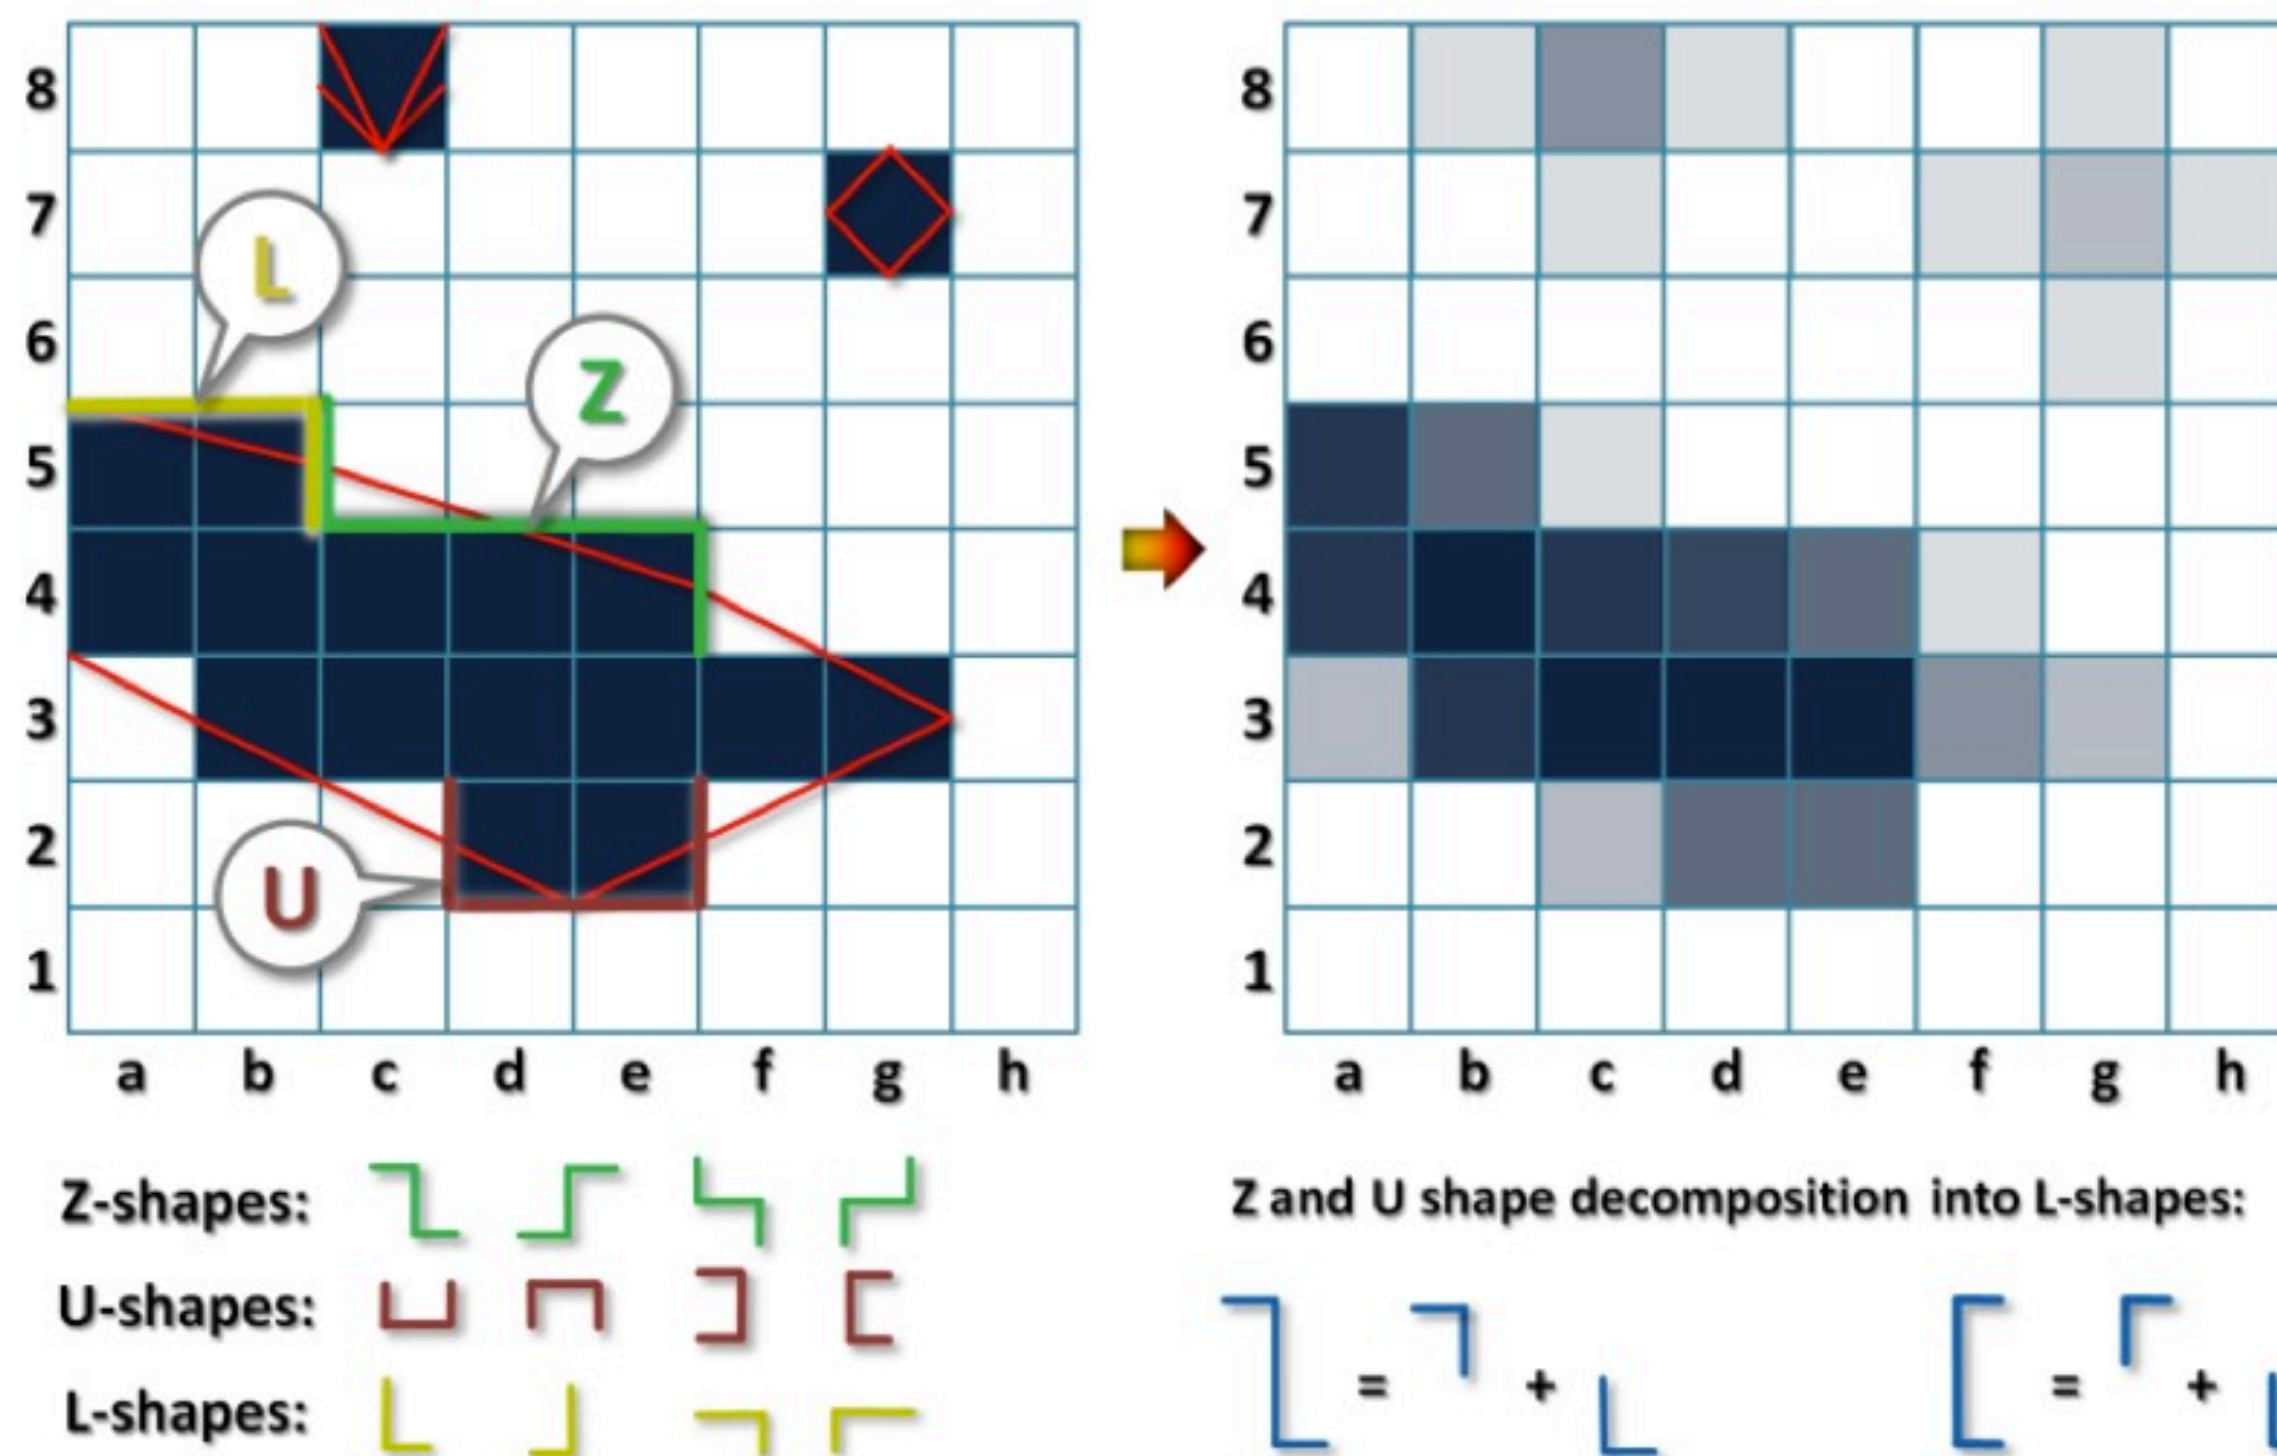 8 8
7 7
L
6 6
Z
5 5
4 4
3 3
2 2
U
1 1
a b c d e f g h a b c d e f g h
Z-shapes: Z and U shape decomposition into L-shapes:
U-shapes:
= + = +
L-shapes: